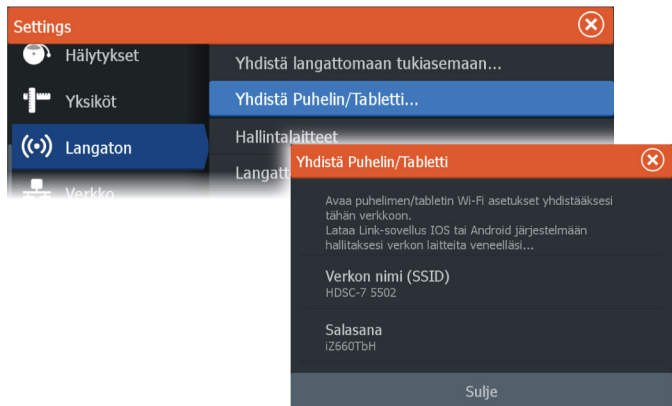 Settings
Hälytykset
Yksiköt
Langaton
Verkko
Yhdistä langattomaan tukiasemaan...
Yhdistä Puhelin/Tabletti...
Hallintalaitteet
Langatt
Yhdistä Puhelin/Tabletti
Avaa puhelimen/tabletin Wi-Fi asetukset yhdistääksesi
tähän verkkoon.
Lataa Link-sovellus IOS tai Android järjestelmään
hallitaksesi verkon laitteita veneelläsi...
Verkon nimi (SSID)
HDSC-7 5502
Salasana
iZ660TbH
Sulje